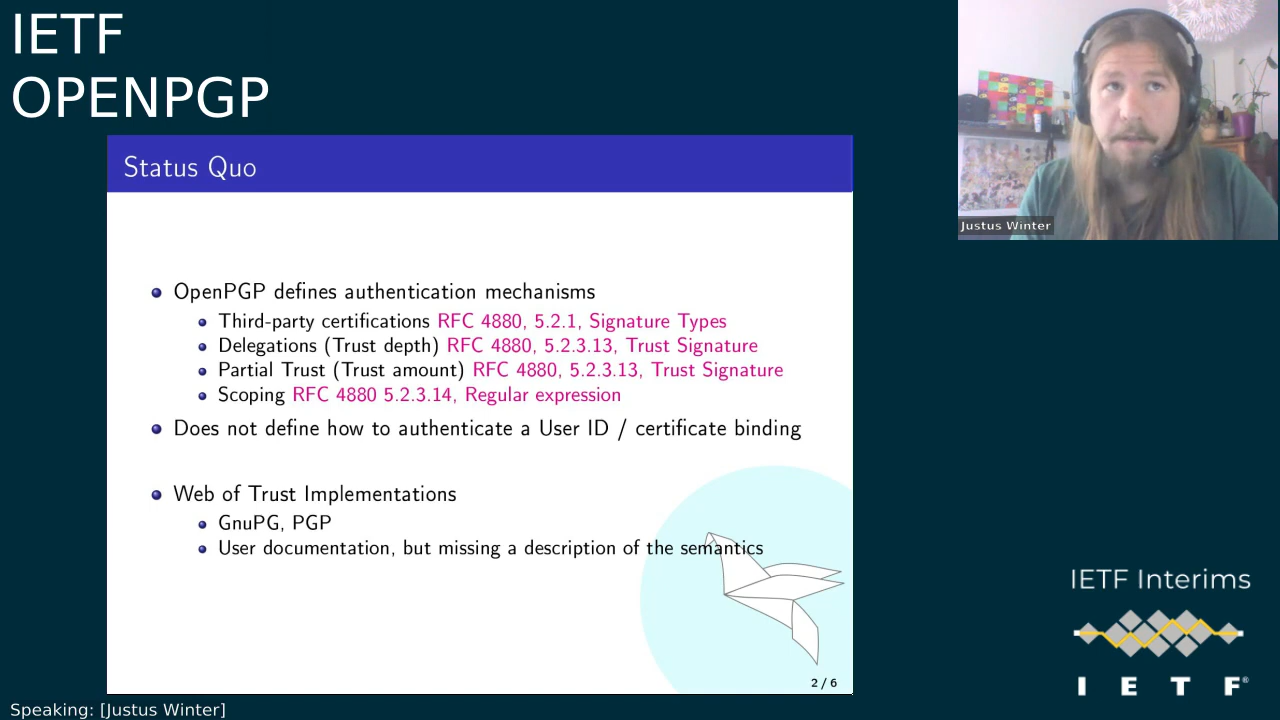 IETF
OPENPGP
Status Quo
OpenPGP defines authentication mechanisms
Third-party certifications RFC 4880, 5.2.1, Signature Types
Delegations (Trust depth) RFC 4880, 5.2.3.13, Trust Signature
Partial Trust (Trust amount) RFC 4880, 5.2.3.13, Trust Signature
Scoping RFC 4880 5.2.3.14, Regular expression
Does not define how to authenticate a User ID / certificate binding
Web of Trust Implementations
GnuPG, PGP
User documentation, but missing a description of the semantics
2 / 6
Justus Winter
IETF Interims
I E T F®
Speaking: [Justus Winter]